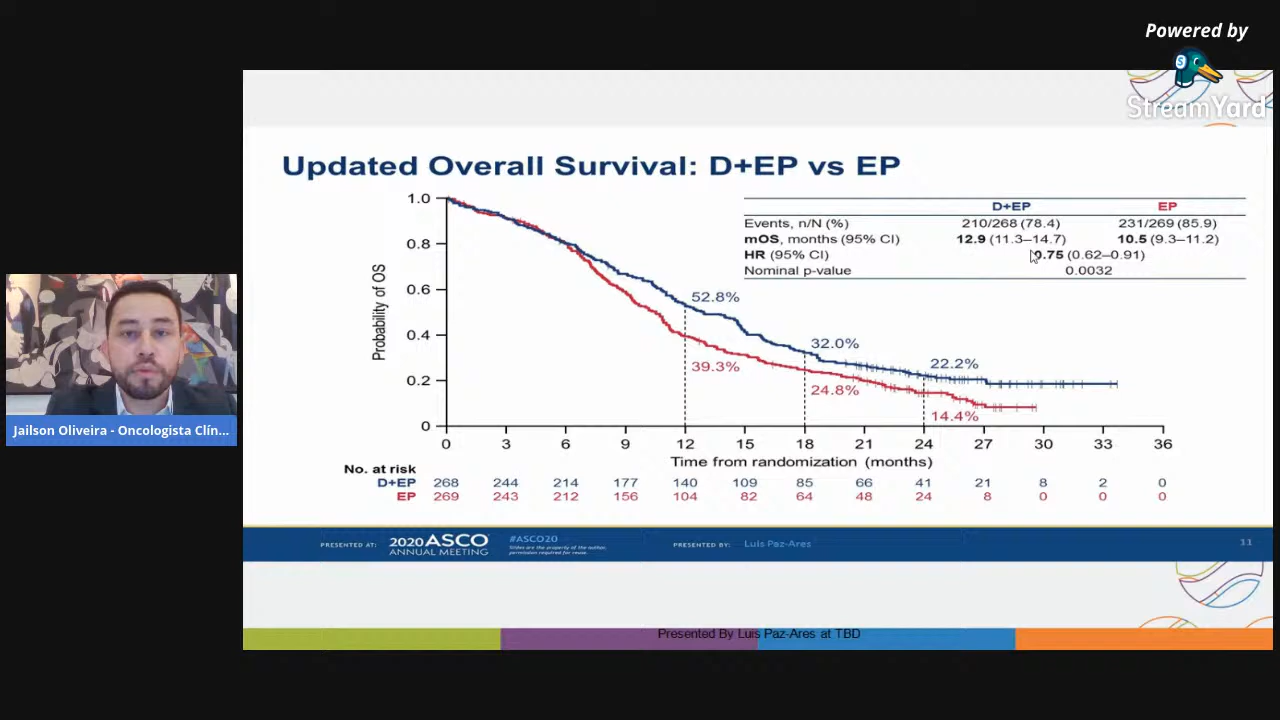 Powered by
StreamYard
Updated Overall Survival: D+EP vs EP
D+EP EP
Events, n/N (%) 210/268 (78.4) 231/269 (85.9)
mOS, months (95% CI) 12.9 (11.3–14.7) 10.5 (9.3–11.2)
HR (95% CI) 0.75 (0.62–0.91)
Nominal p-value 0.0032
Probability of OS
1.0
0.8
0.6
0.4
0.2
0
52.8%
39.3%
32.0%
24.8%
22.2%
14.4%
0 3 6 9 12 15 18 21 24 27 30 33 36
Time from randomization (months)
No. at risk
D+EP 268 244 214 177 140 109 85 66 41 21 8 2 0
EP 269 243 212 156 104 82 64 48 24 8 0 0 0
Jailson Oliveira - Oncologista Clín...
PRESENTED AT: 2020 ASCO
ANNUAL MEETING
#ASCO20
Slides are the property of the author,
permission required for reuse.
PRESENTED BY: Luis Paz-Ares
11
Presented By Luis Paz-Ares at TBD